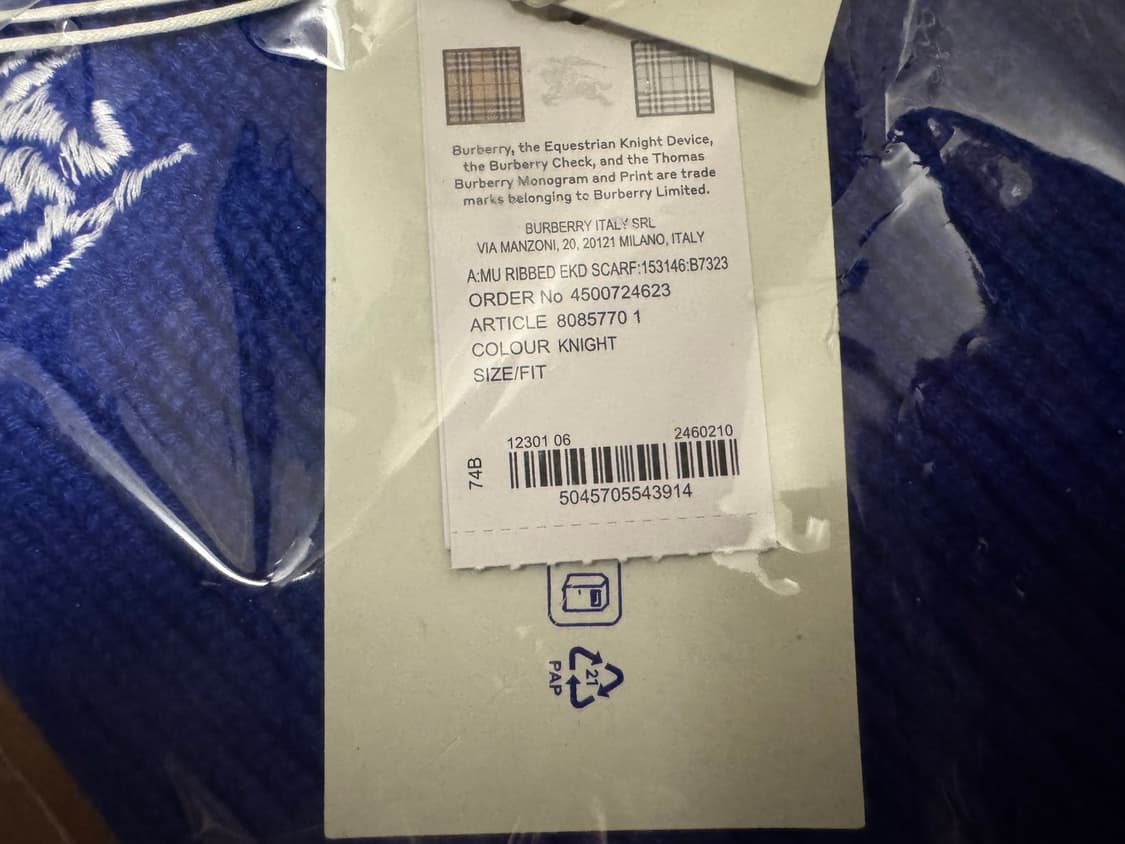 Burberry, the Equestrian Knight Device,
the Burberry Check, and the Thomas
Burberry Monogram and Print are trade
marks belonging to Burberry Limited.
BURBERRY ITALY SRL
VIA MANZONI, 20, 20121 MILANO, ITALY
A:MU RIBBED EKD SCARF:153146:B7323
ORDER No 4500724623
ARTICLE 8085770 1
COLOUR KNIGHT
SIZE/FIT
12301 06 2460210
74B
5045705543914
21
PAP